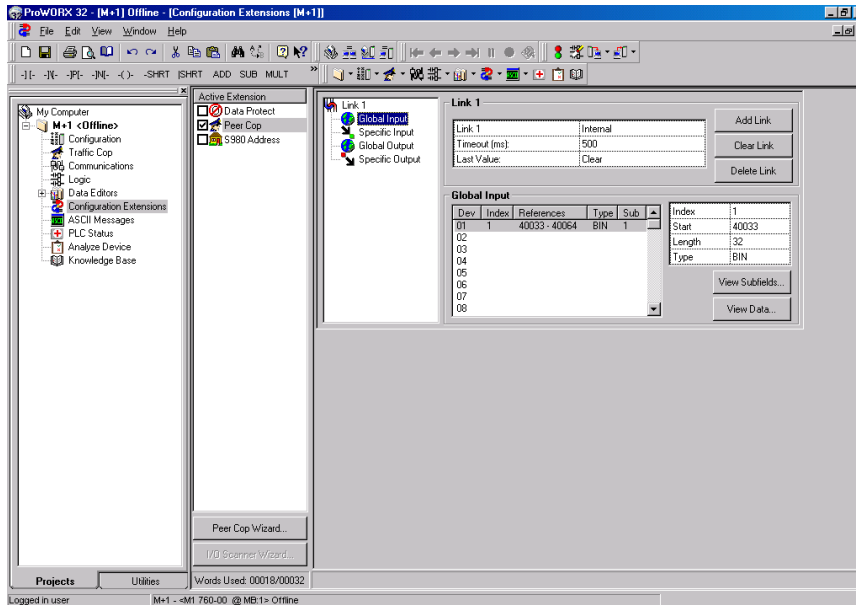 ProWORX 32 - [M+1] Offline - [Configuration Extensions [M+1]]
File Edit View Window Help
-] [- -]\[- -]P[- -]N[- -( )- -SHRT |SHRT ADD SUB MULT »
My Computer
M+1 <Offline>
Configuration
Traffic Cop
Communications
Logic
Data Editors
Configuration Extensions
ASCII Messages
PLC Status
Analyze Device
Knowledge Base
Projects Utilities
Active Extension
Data Protect
Peer Cop
S980 Address
Peer Cop Wizard...
I/O Scanner Wizard...
Words Used: 00018/00032
Link 1
Global Input
Specific Input
Global Output
Specific Output
Link 1
Link 1 Internal
Timeout (ms): 500
Last Value: Clear
Add Link
Clear Link
Delete Link
Global Input
Dev Index References Type Sub
01 1 40033 - 40064 BIN 1
02
03
04
05
06
07
08
Index 1
Start 40033
Length 32
Type BIN
View Subfields...
View Data...
Logged in user M+1 - <M1 760-00 @ MB:1> Offline